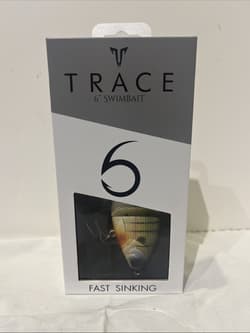 TRACE
6" SWIMBAIT
6
FAST SINKING